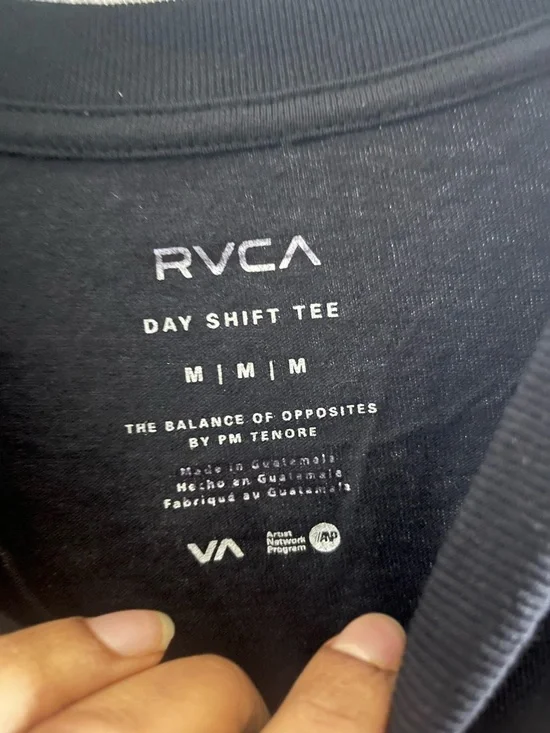 RVCA
DAY SHIFT TEE
M | M | M
THE BALANCE OF OPPOSITES
BY PM TENORE
Made in Guatemala
Hecho en Guatemala
Fabriqué au Guatemala
VA
Artist
Network
Program
ANP